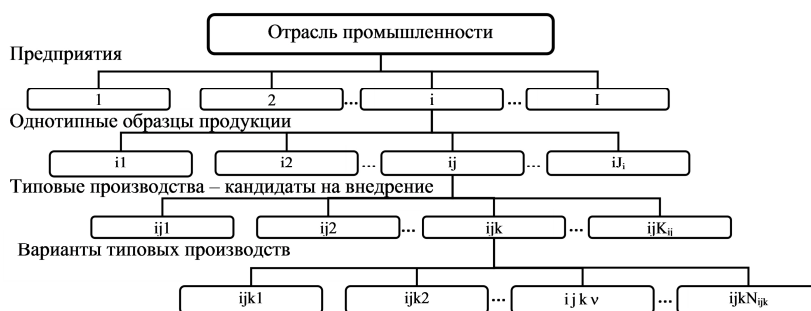 Отрасль промышленности
Предприятия
1 2 ... i ... I
Однотипные образцы продукции
i1 i2 ... ij ... iJᵢ
Типовые производства – кандидаты на внедрение
ij1 ij2 ... ijk ... ijKᵢⱼ
Варианты типовых производств
ijk1 ijk2 ... i j k ν ... ijkNᵢⱼₖ